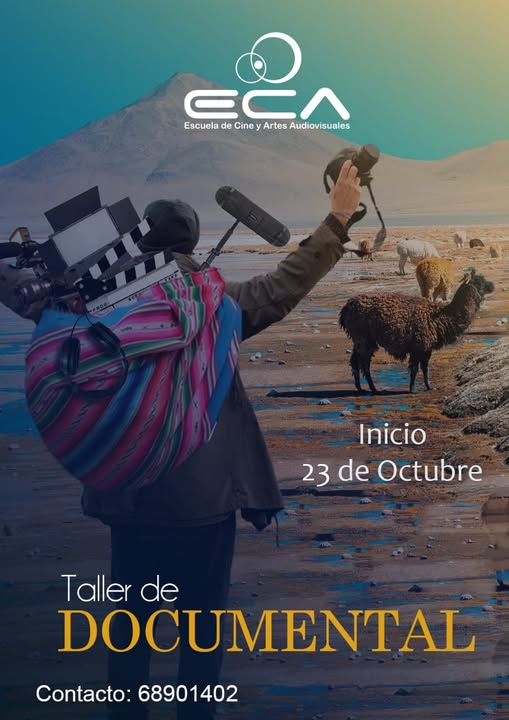 ECA
Escuela de Cine y Artes Audiovisuales
Inicio
23 de Octubre
Taller de
DOCUMENTAL
Contacto: 68901402